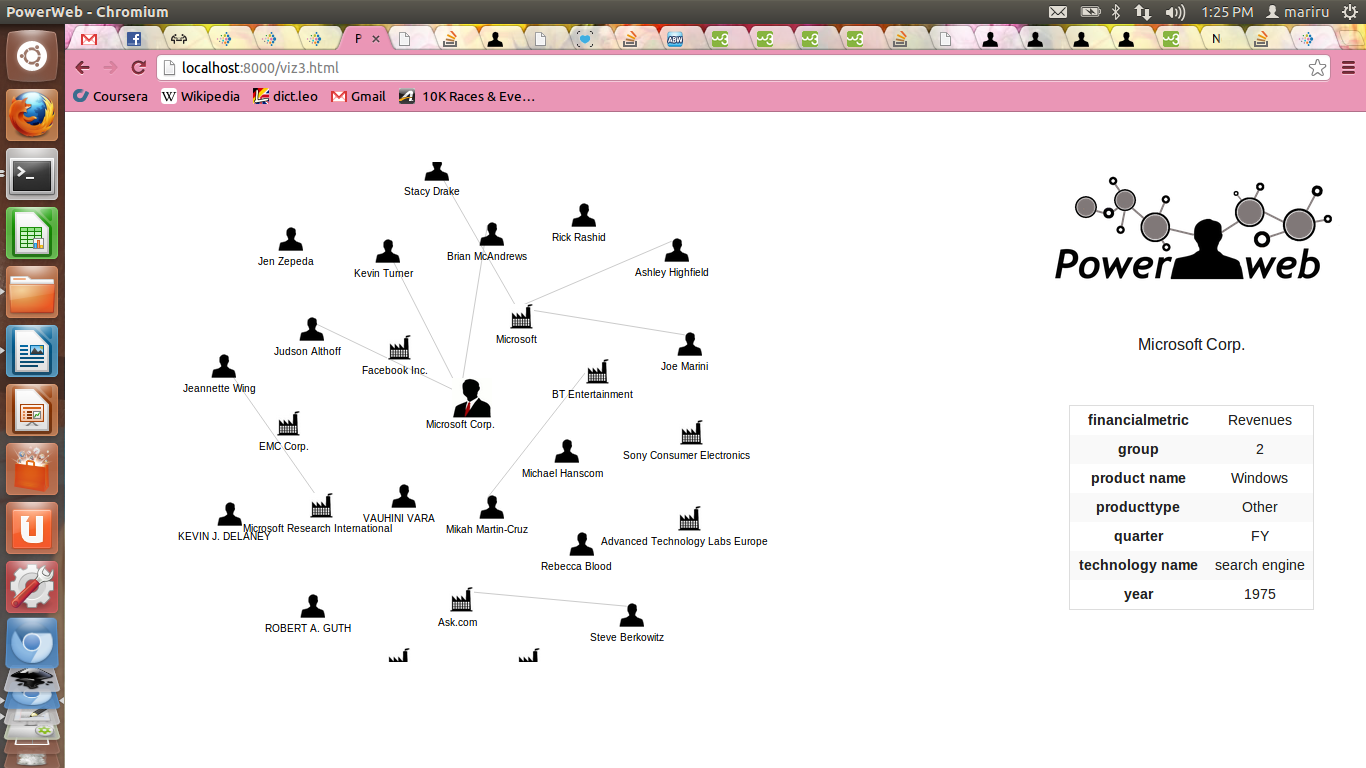 PowerWeb - Chromium
1:25 PM
mariru
P
ABW
N
localhost:8000/viz3.html
Coursera
W Wikipedia
dict.leo
Gmail
10K Races & Eve…
Stacy Drake
Rick Rashid
Brian McAndrews
Jen Zepeda
Kevin Turner
Ashley Highfield
Microsoft
Judson Althoff
Facebook Inc.
Joe Marini
Jeannette Wing
BT Entertainment
Microsoft Corp.
EMC Corp.
Sony Consumer Electronics
Michael Hanscom
VAUHINI VARA
Microsoft Research International
Mikah Martin-Cruz
KEVIN J. DELANEY
Advanced Technology Labs Europe
Rebecca Blood
Ask.com
ROBERT A. GUTH
Steve Berkowitz
Power web
Microsoft Corp.
financialmetric Revenues
group 2
product name Windows
producttype Other
quarter FY
technology name search engine
year 1975